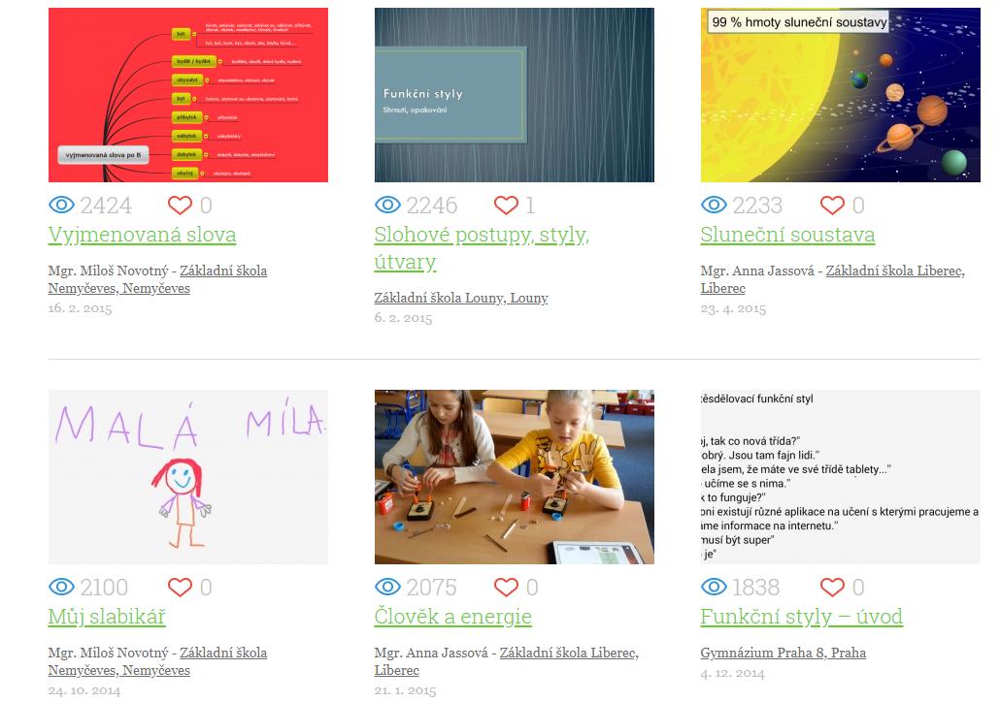 být
bydlit / bydlet
obyvatel
byt
příbytek
nábytek
dobytek
obyčej
vyjmenovaná slova po B
příbuteček
nábytkářský
obyčejný, obyčejně
Funkční styly
Shrnutí, opakování
99 % hmoty sluneční soustavy
2424 0
Vyjmenovaná slova
Mgr. Miloš Novotný - Základní škola
Nemyčeves, Nemyčeves
16. 2. 2015
2246 1
Slohové postupy, styly,
útvary
Základní škola Louny, Louny
6. 2. 2015
2233 0
Sluneční soustava
Mgr. Anna Jassová - Základní škola Liberec,
Liberec
23. 4. 2015
MALÁ MÍLA.
2100 0
Můj slabikář
Mgr. Miloš Novotný - Základní škola
Nemyčeves, Nemyčeves
24. 10. 2014
2075 0
Člověk a energie
Mgr. Anna Jassová - Základní škola Liberec,
Liberec
21. 1. 2015
ěsdělovací funkční styl
oj, tak co nová třída?"
obrý. Jsou tam fajn lidi."
ela jsem, že máte ve své třídě tablety..."
učíme se s nima."
k to funguje?"
oni existují různé aplikace na učení s kterými pracujeme a
áme informace na internetu."
musí být super"
je"
1838 0
Funkční styly – úvod
Gymnázium Praha 8, Praha
4. 12. 2014